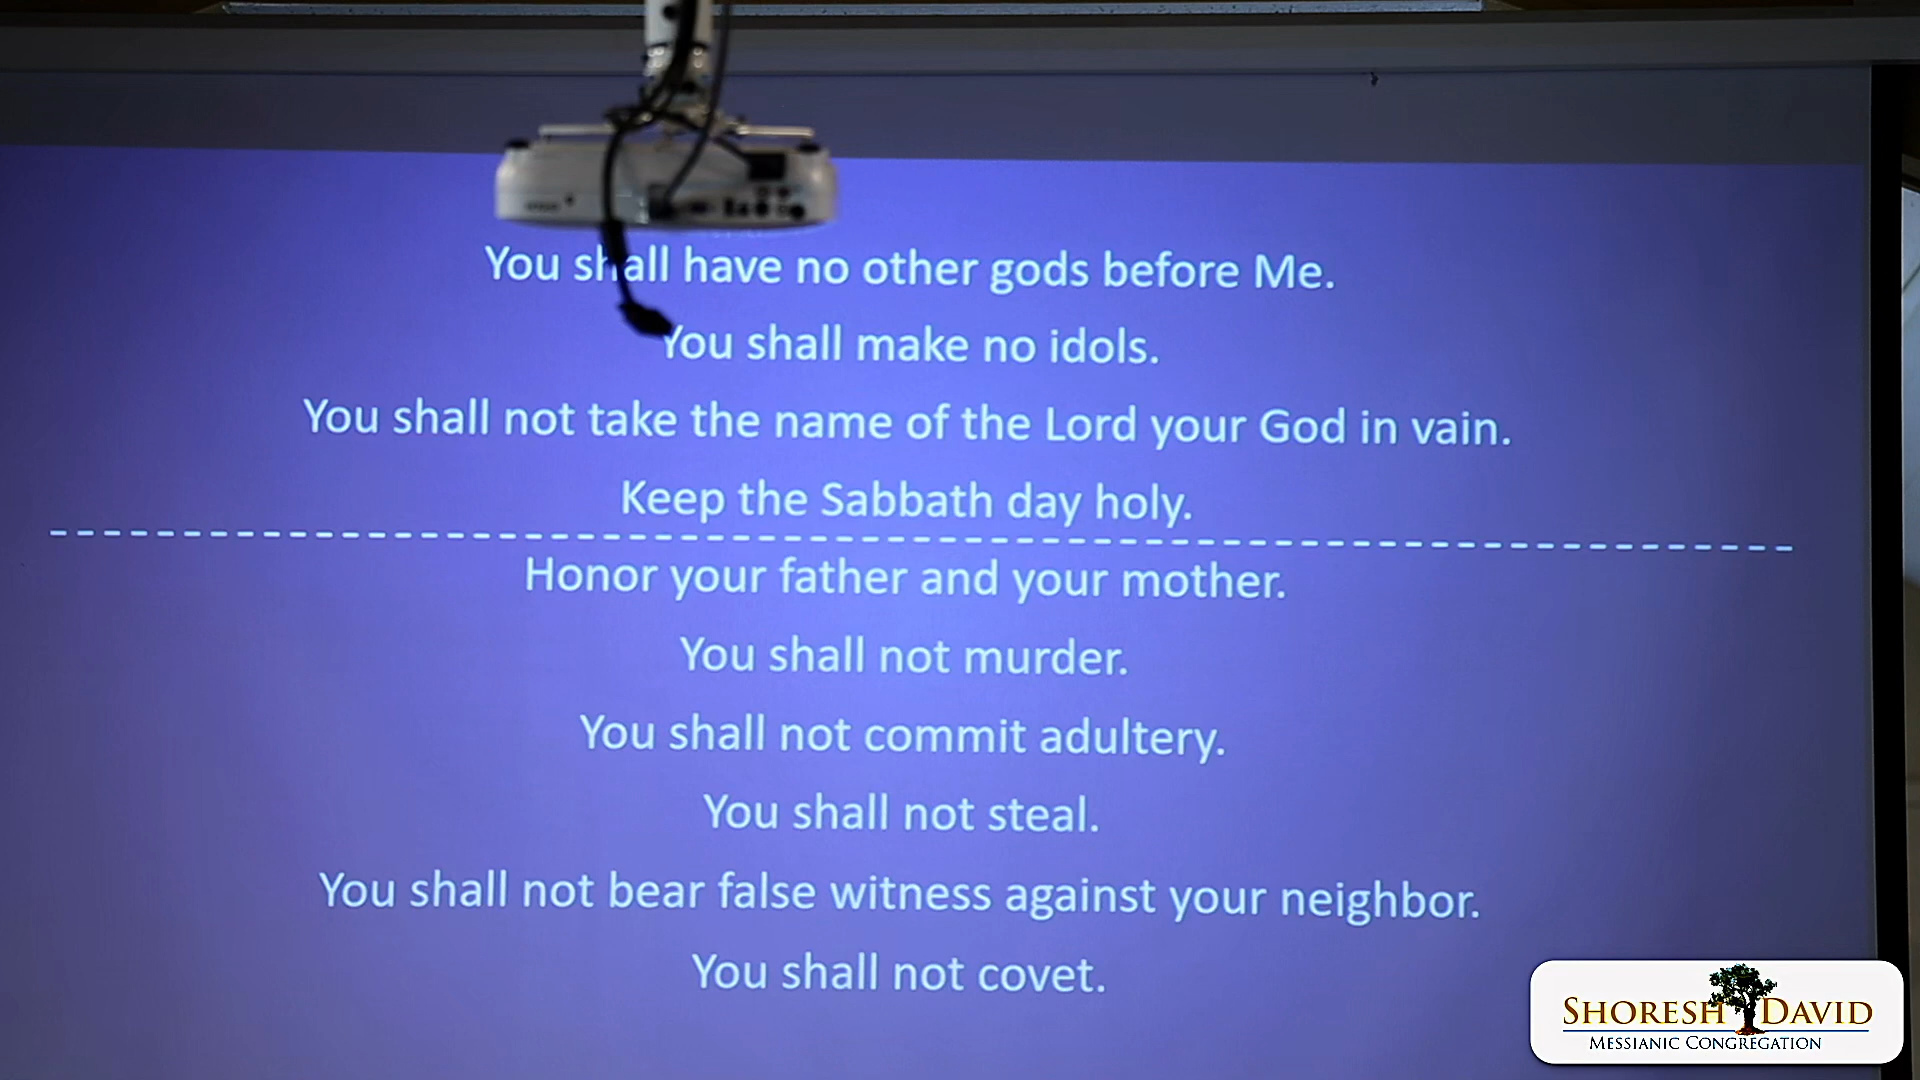 You shall have no other gods before Me.
You shall make no idols.
You shall not take the name of the Lord your God in vain.
Keep the Sabbath day holy.
Honor your father and your mother.
You shall not murder.
You shall not commit adultery.
You shall not steal.
You shall not bear false witness against your neighbor.
You shall not covet.
SHORESH DAVID
MESSIANIC CONGREGATION